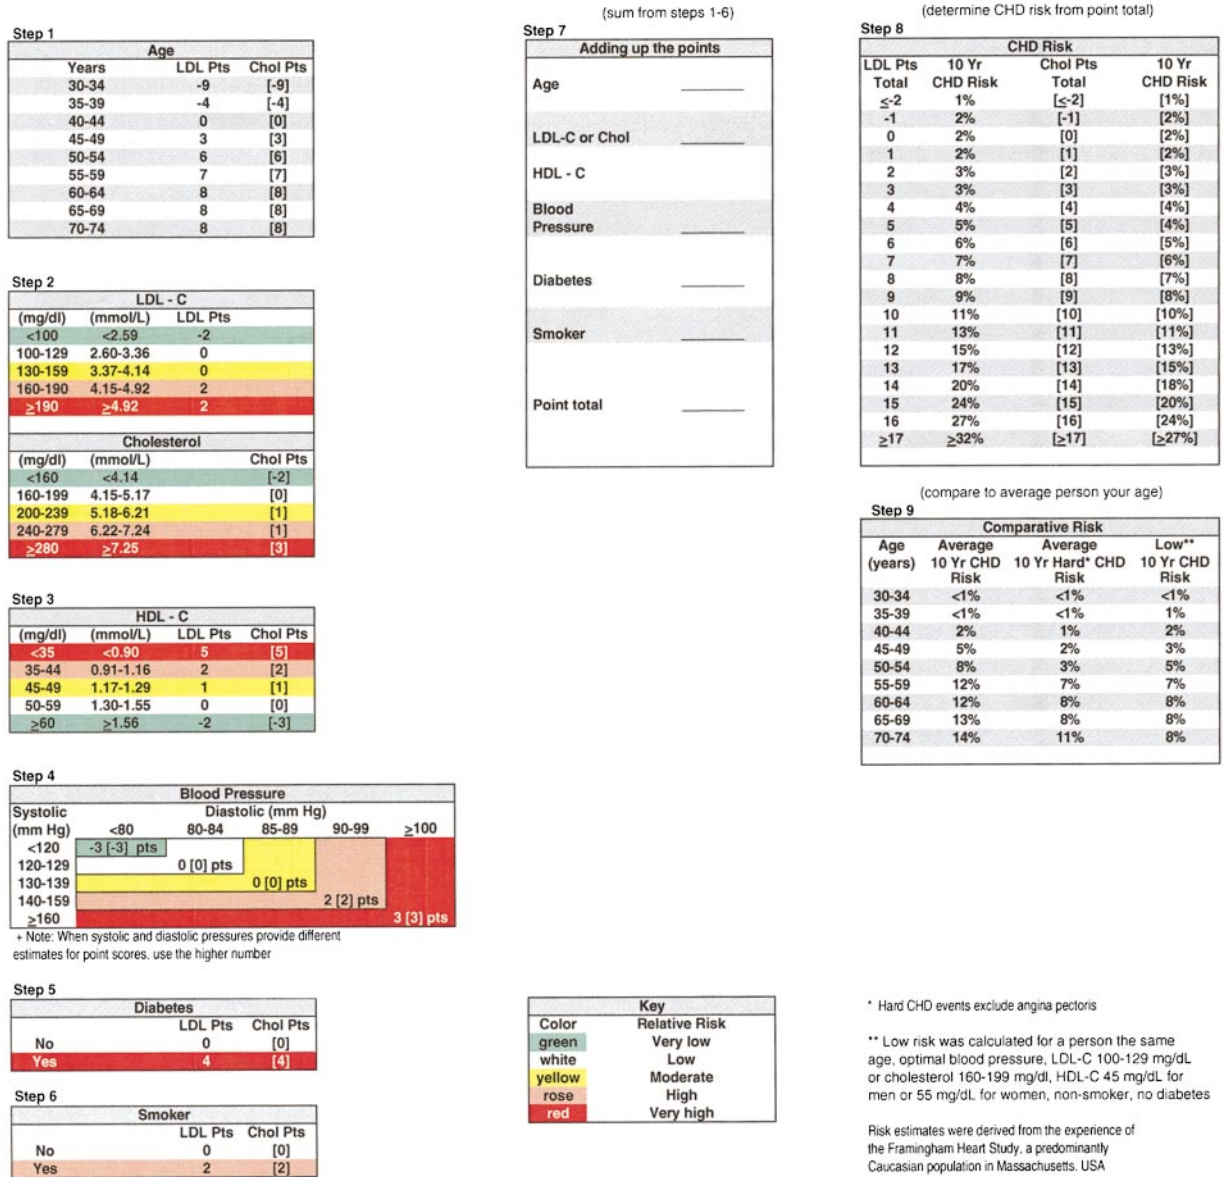 Step 1
Age
Years LDL Pts Chol Pts
30-34 -9 [-9]
35-39 -4 [-4]
40-44 0 [0]
45-49 3 [3]
50-54 6 [6]
55-59 7 [7]
60-64 8 [8]
65-69 8 [8]
70-74 8 [8]
Step 2
LDL - C
(mg/dl) (mmol/L) LDL Pts
<100 <2.59 -2
100-129 2.60-3.36 0
130-159 3.37-4.14 0
160-190 4.15-4.92 2
≥190 ≥4.92 2
Cholesterol
(mg/dl) (mmol/L) Chol Pts
<160 <4.14 [-2]
160-199 4.15-5.17 [0]
200-239 5.18-6.21 [1]
240-279 6.22-7.24 [1]
≥280 ≥7.25 [3]
Step 3
HDL - C
(mg/dl) (mmol/L) LDL Pts Chol Pts
<35 <0.90 5 [5]
35-44 0.91-1.16 2 [2]
45-49 1.17-1.29 1 [1]
50-59 1.30-1.55 0 [0]
≥60 ≥1.56 -2 [-3]
Step 4
Blood Pressure
Systolic Diastolic (mm Hg)
(mm Hg) <80 80-84 85-89 90-99 ≥100
<120 -3 [-3] pts
120-129 0 [0] pts
130-139 0 [0] pts
140-159 2 [2] pts
≥160 3 [3] pts
+ Note: When systolic and diastolic pressures provide different
estimates for point scores, use the higher number
Step 5
Diabetes
LDL Pts Chol Pts
No 0 [0]
Yes 4 [4]
Step 6
Smoker
LDL Pts Chol Pts
No 0 [0]
Yes 2 [2]
(sum from steps 1-6)
Step 7
Adding up the points
Age
LDL-C or Chol
HDL - C
Blood
Pressure
Diabetes
Smoker
Point total
Key
Color Relative Risk
green Very low
white Low
yellow Moderate
rose High
red Very high
(determine CHD risk from point total)
Step 8
CHD Risk
LDL Pts 10 Yr Chol Pts 10 Yr
Total CHD Risk Total CHD Risk
≤-2 1% [≤-2] [1%]
-1 2% [-1] [2%]
0 2% [0] [2%]
1 2% [1] [2%]
2 3% [2] [3%]
3 3% [3] [3%]
4 4% [4] [4%]
5 5% [5] [4%]
6 6% [6] [5%]
7 7% [7] [6%]
8 8% [8] [7%]
9 9% [9] [8%]
10 11% [10] [10%]
11 13% [11] [11%]
12 15% [12] [13%]
13 17% [13] [15%]
14 20% [14] [18%]
15 24% [15] [20%]
16 27% [16] [24%]
≥17 ≥32% [≥17] [≥27%]
(compare to average person your age)
Step 9
Comparative Risk
Age Average Average Low**
(years) 10 Yr CHD 10 Yr Hard* CHD 10 Yr CHD
Risk Risk Risk
30-34 <1% <1% <1%
35-39 <1% <1% 1%
40-44 2% 1% 2%
45-49 5% 2% 3%
50-54 8% 3% 5%
55-59 12% 7% 7%
60-64 12% 8% 8%
65-69 13% 8% 8%
70-74 14% 11% 8%
* Hard CHD events exclude angina pectoris
** Low risk was calculated for a person the same
age, optimal blood pressure, LDL-C 100-129 mg/dL
or cholesterol 160-199 mg/dl, HDL-C 45 mg/dL for
men or 55 mg/dL for women, non-smoker, no diabetes
Risk estimates were derived from the experience of
the Framingham Heart Study, a predominantly
Caucasian population in Massachusetts, USA